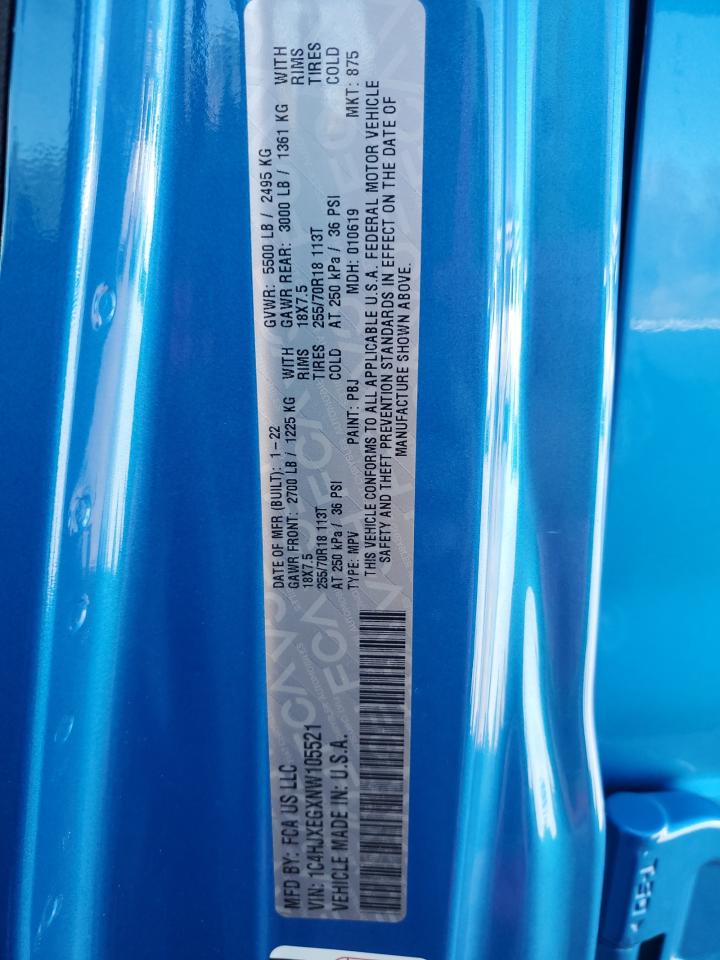 MFD BY: FCA US LLC
DATE OF MFR (BUILT): 1-22
GVWR: 5500 LB / 2495 KG
VIN: 1C4HJXEGXNW105521
GAWR FRONT: 2700 LB / 1225 KG WITH
GAWR REAR: 3000 LB / 1361 KG WITH
18X7.5 RIMS
18X7.5 RIMS
VEHICLE MADE IN: U.S.A.
255/70R18 113T TIRES
255/70R18 113T TIRES
AT 250 kPa / 36 PSI COLD
AT 250 kPa / 36 PSI COLD
TYPE: MPV PAINT: PBJ MDH: 010619 MKT: 875
THIS VEHICLE CONFORMS TO ALL APPLICABLE U.S.A. FEDERAL MOTOR VEHICLE
SAFETY AND THEFT PREVENTION STANDARDS IN EFFECT ON THE DATE OF
MANUFACTURE SHOWN ABOVE.